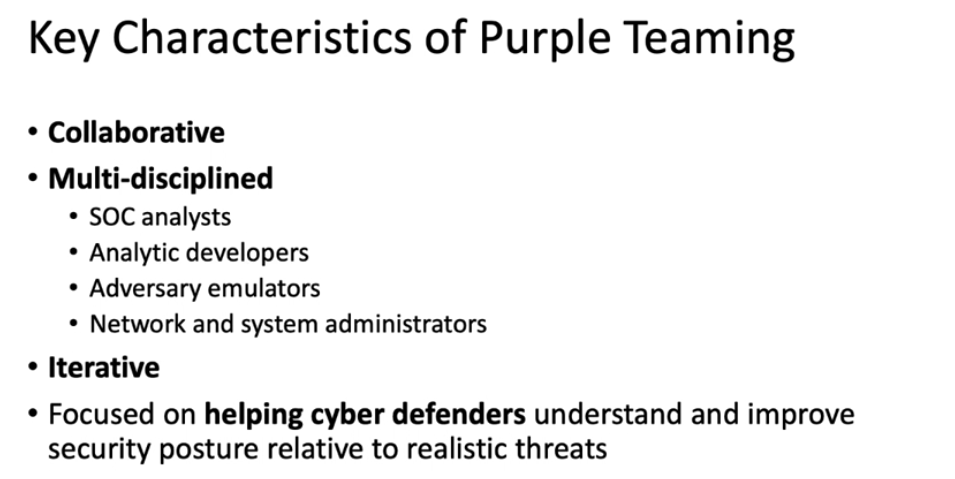 Key Characteristics of Purple Teaming
• Collaborative
• Multi-disciplined
• SOC analysts
• Analytic developers
• Adversary emulators
• Network and system administrators
• Iterative
• Focused on helping cyber defenders understand and improve
security posture relative to realistic threats